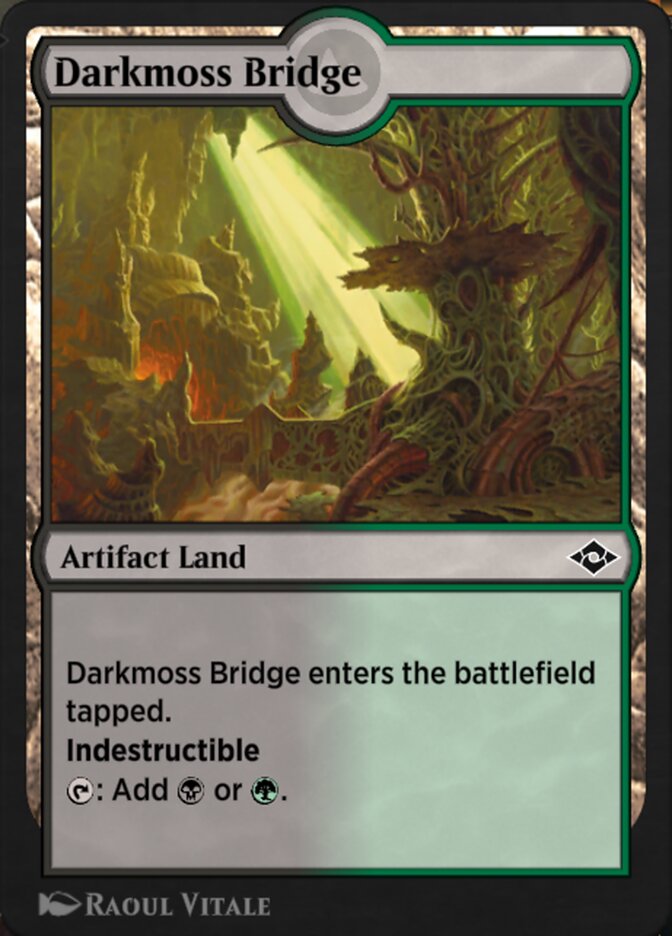 Darkmoss Bridge
Artifact Land
Darkmoss Bridge enters the battlefield
tapped.
Indestructible
: Add or .
RAOUL VITALE